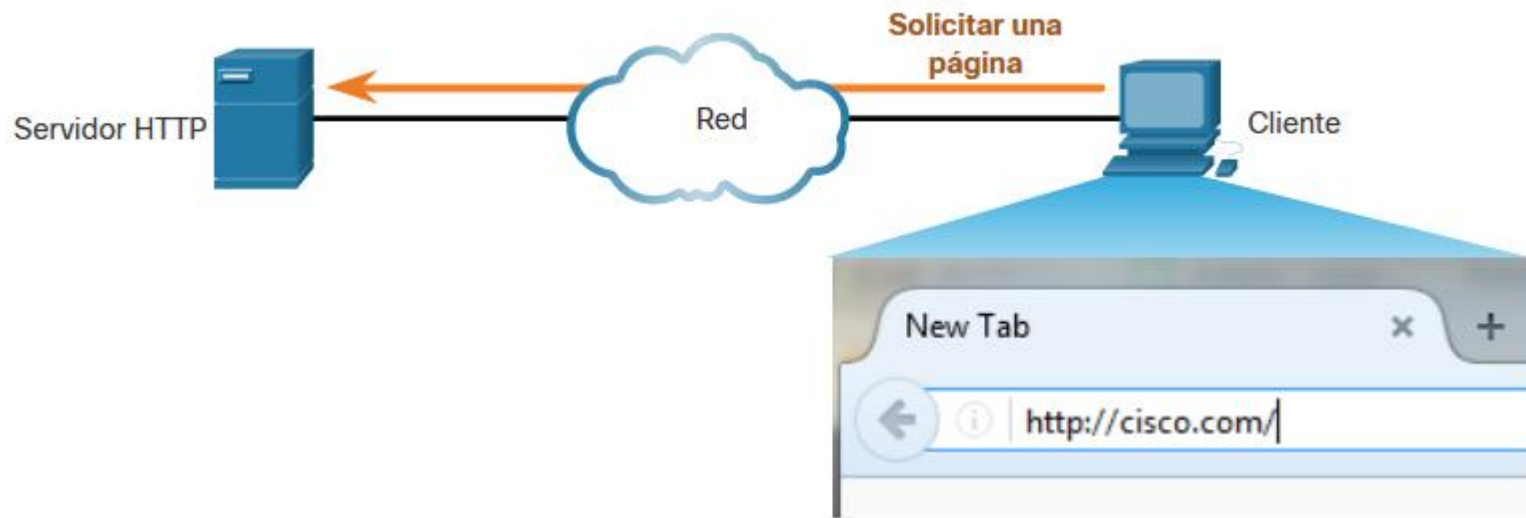 Solicitar una
página
Servidor HTTP
Red
Cliente
New Tab
http://cisco.com/